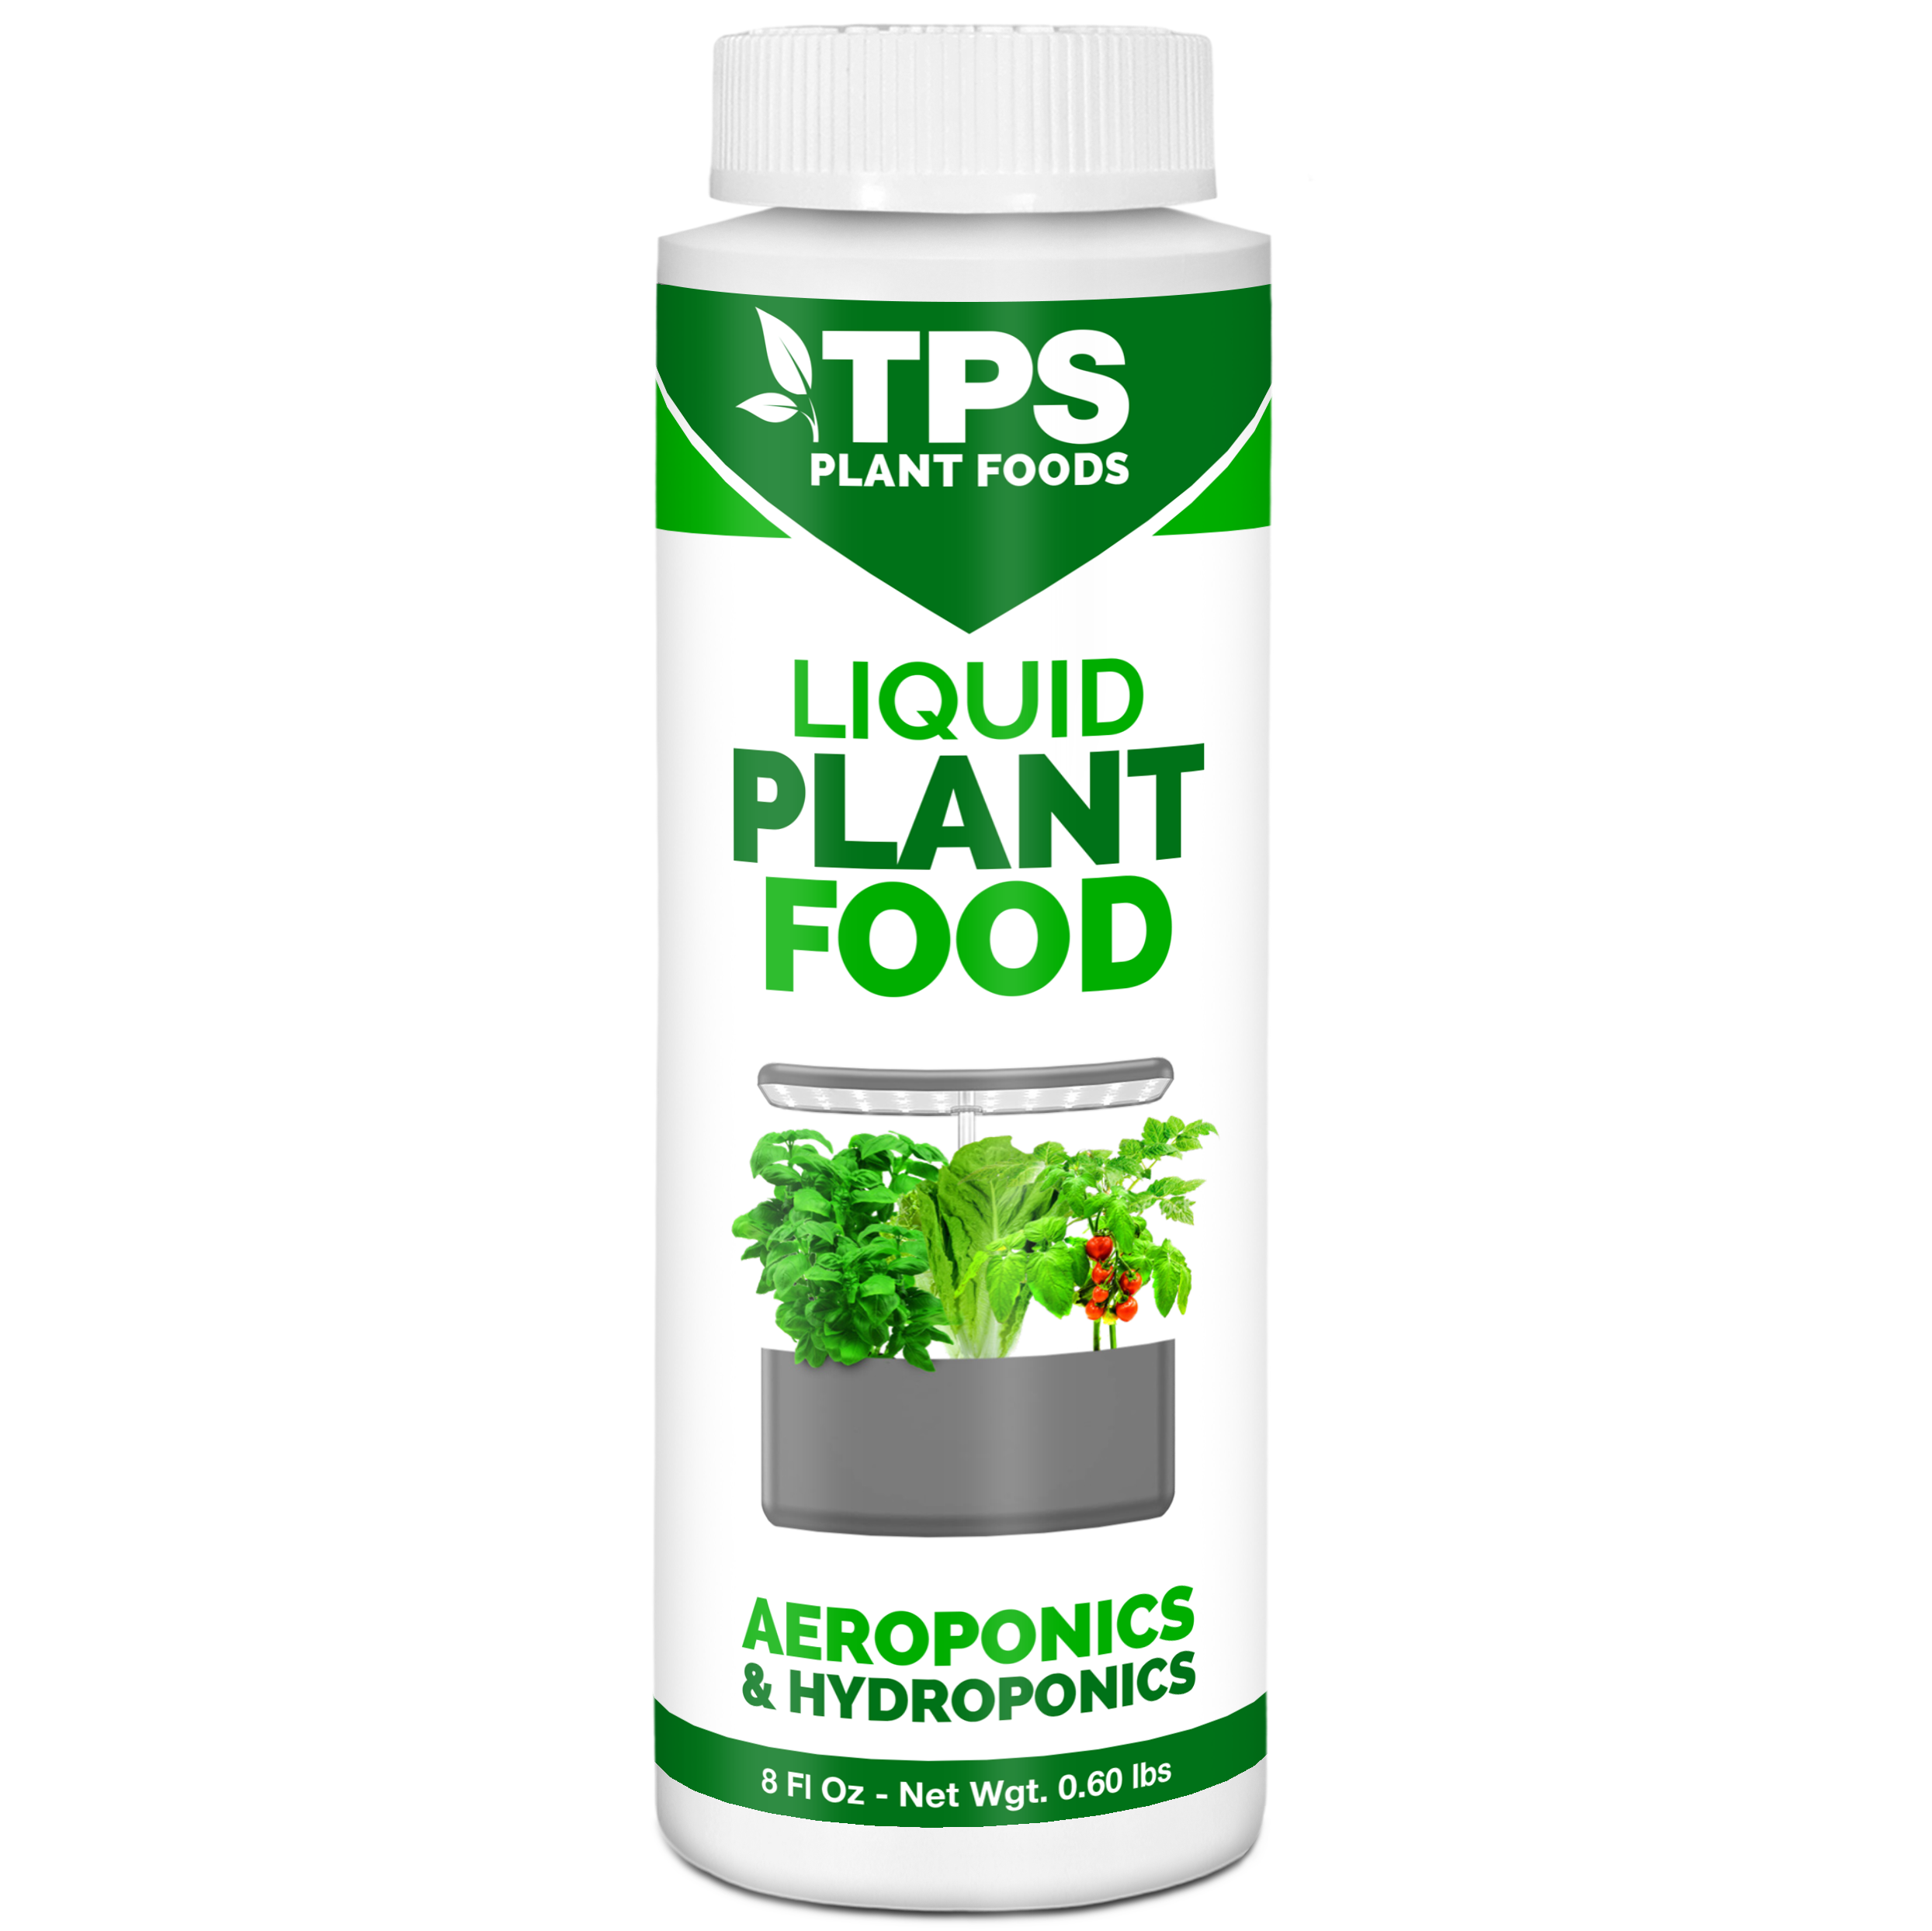 TPS
PLANT FOODS
LIQUID
PLANT
FOOD
AEROPONICS
& HYDROPONICS
8 Fl Oz - Net Wgt. 0.60 lbs